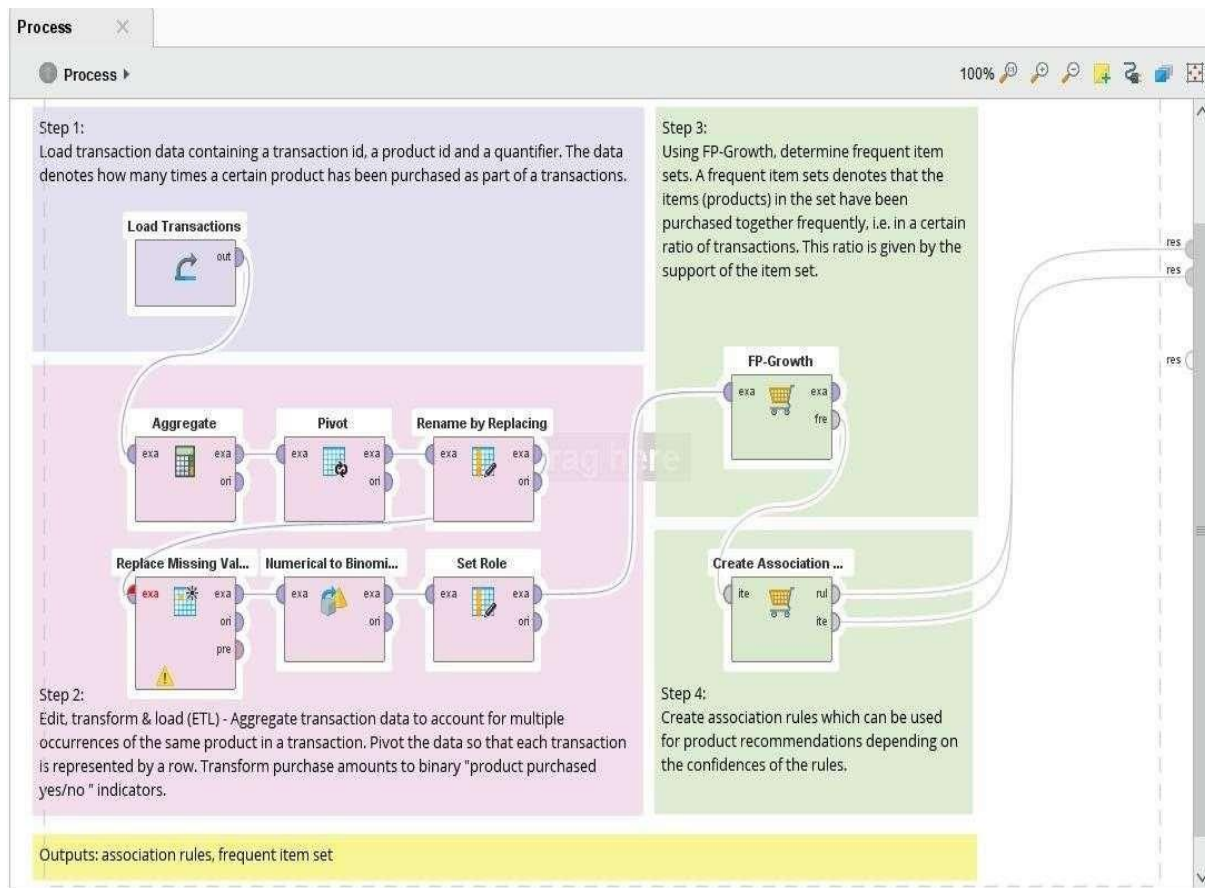 Process
Process
100%
Step 1:
Load transaction data containing a transaction id, a product id and a quantifier. The data
denotes how many times a certain product has been purchased as part of a transactions.
Load Transactions
out
Aggregate
exa exa
ori
Pivot
exa exa
ori
Rename by Replacing
exa exa
ori
Replace Missing Val...
exa exa
ori
pre
Numerical to Binomi...
exa exa
ori
Set Role
exa exa
ori
Step 2:
Edit, transform & load (ETL) - Aggregate transaction data to account for multiple
occurrences of the same product in a transaction. Pivot the data so that each transaction
is represented by a row. Transform purchase amounts to binary "product purchased
yes/no " indicators.
Step 3:
Using FP-Growth, determine frequent item
sets. A frequent item sets denotes that the
items (products) in the set have been
purchased together frequently, i.e. in a certain
ratio of transactions. This ratio is given by the
support of the item set.
FP-Growth
exa exa
fre
Create Association ...
ite rul
ite
Step 4:
Create association rules which can be used
for product recommendations depending on
the confidences of the rules.
res
res
res
Outputs: association rules, frequent item set